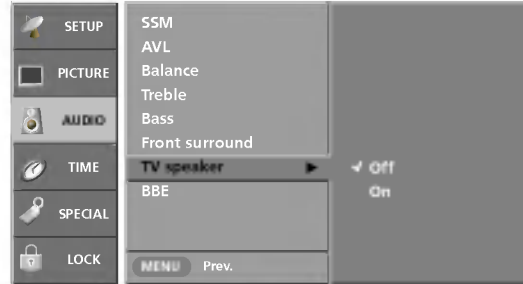 SETUP
PICTURE
AUDIO
TIME
SPECIAL
LOCK
SSM
AVL
Balance
Treble
Bass
Front surround
TV speaker
BBE
MENU Prev.
Off
On